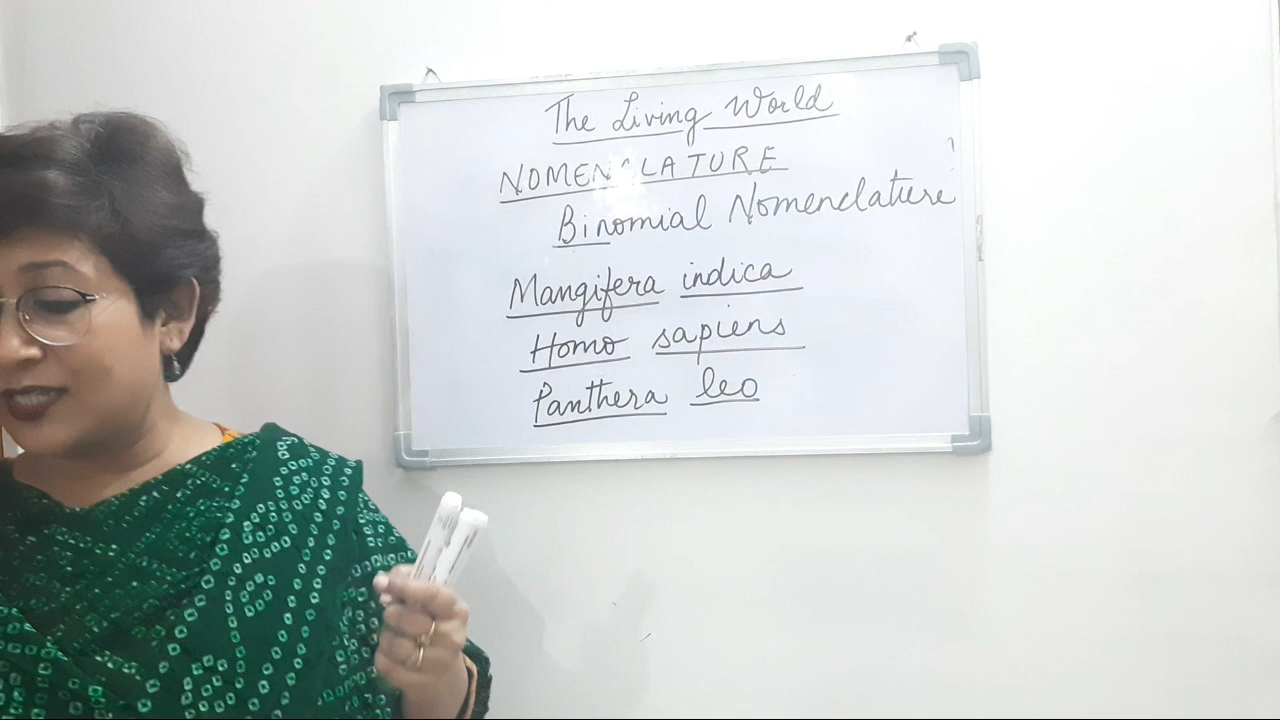 The Living World
NOMENCLATURE
Binomial Nomenclature
Mangifera indica
Homo sapiens
Panthera leo